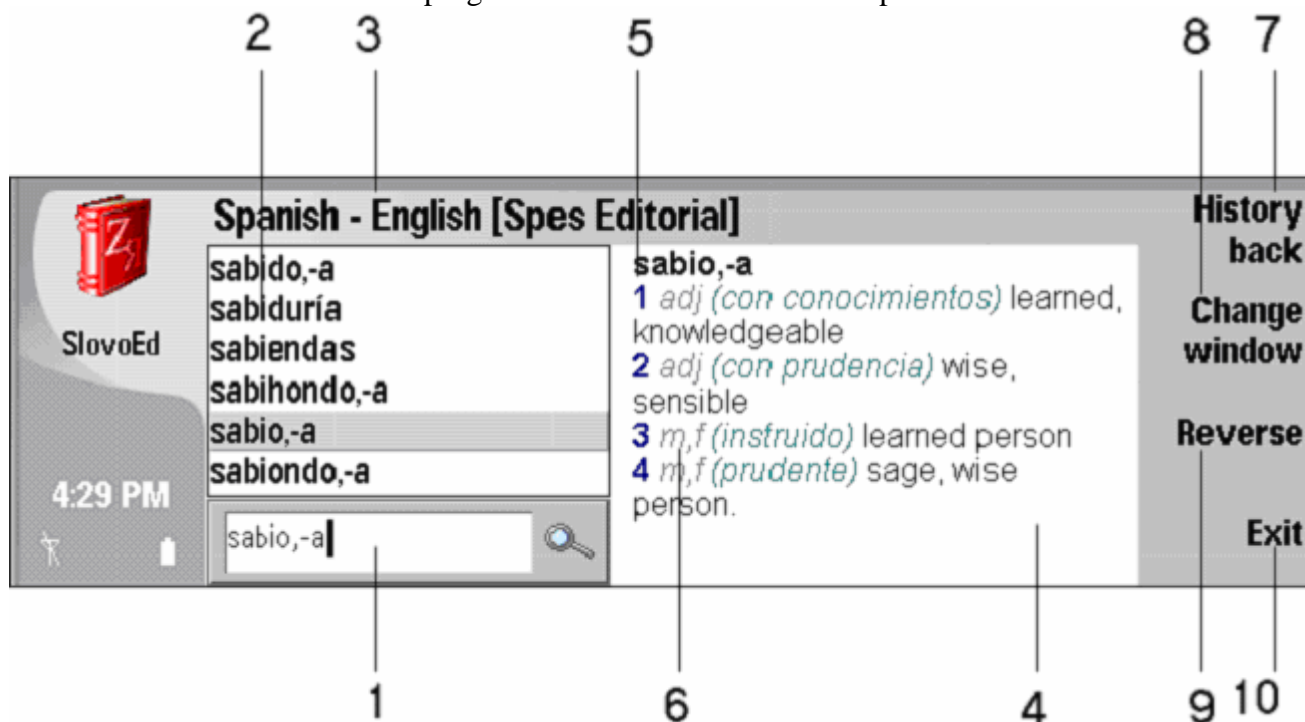 2 3 5 8 7
Spanish - English [Spes Editorial]
SlovoEd
4:29 PM
sabido,-a
sabiduría
sabiendas
sabihondo,-a
sabio,-a
sabiondo,-a
sabio,-a
sabio,-a
1 adj (con conocimientos) learned,
knowledgeable
2 adj (con prudencia) wise,
sensible
3 m,f (instruido) learned person
4 m,f (prudente) sage, wise
person.
History
back
Change
window
Reverse
Exit
1 6 4 9 10